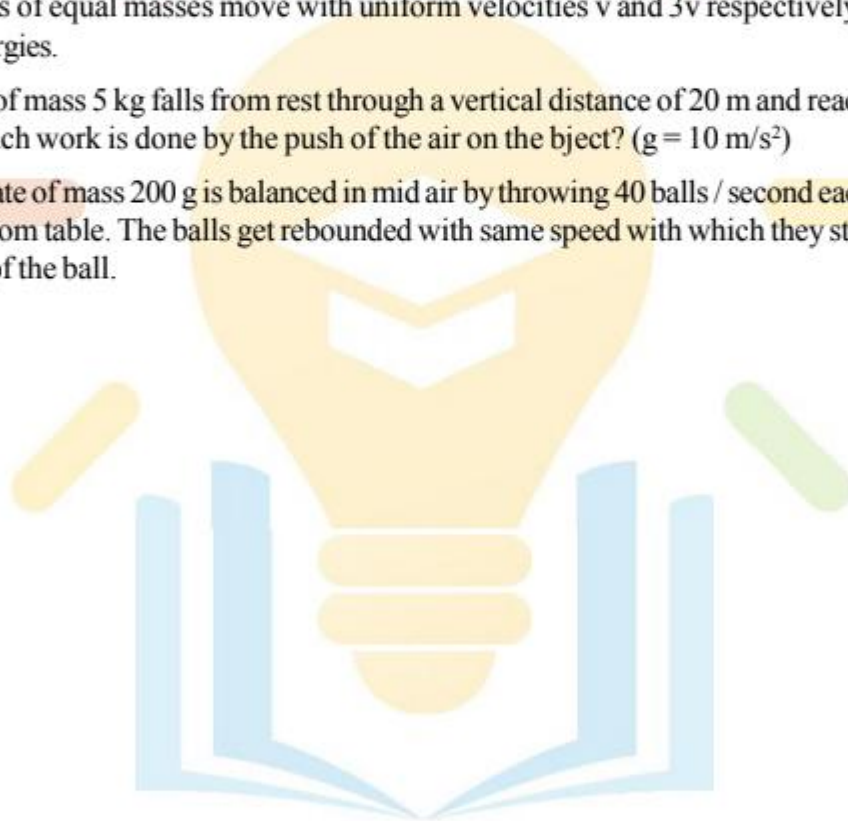 s of equal masses move with uniform velocities v and 3v respectively
rgies.
of mass 5 kg falls from rest through a vertical distance of 20 m and reac
ch work is done by the push of the air on the bject? (g = 10 m/s²)
ate of mass 200 g is balanced in mid air by throwing 40 balls / second eac
om table. The balls get rebounded with same speed with which they st
of the ball.